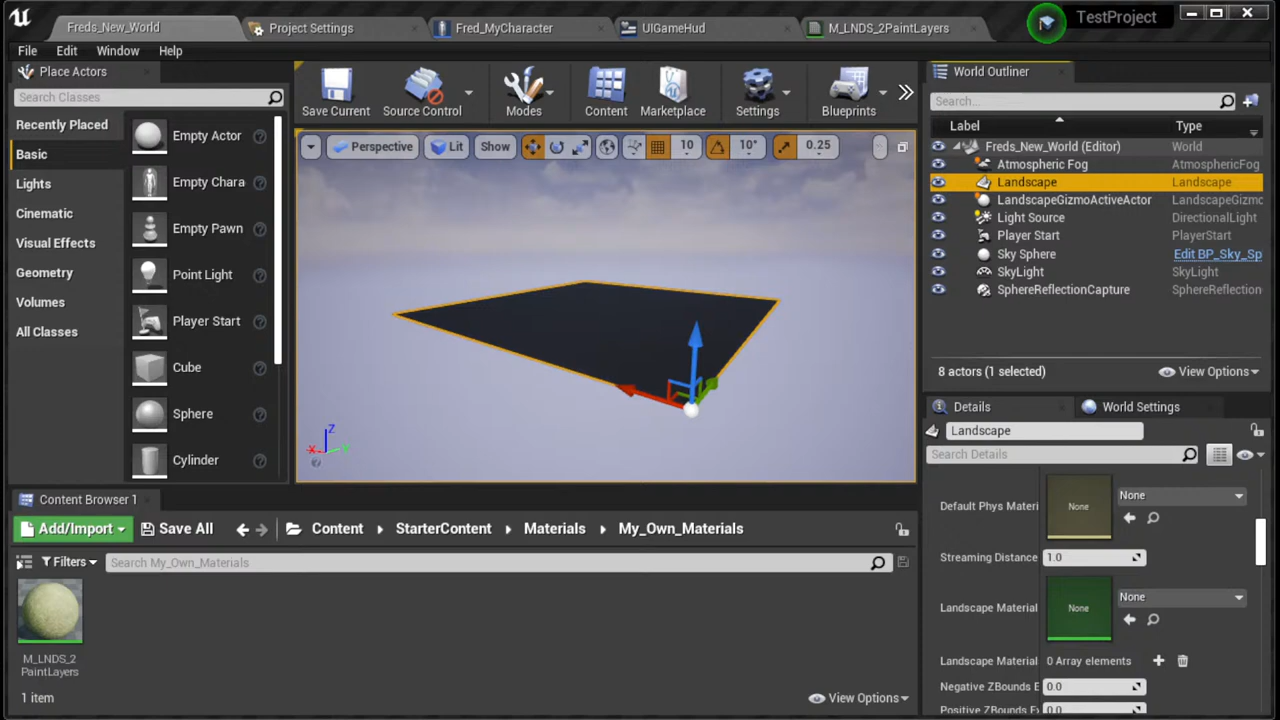 Freds_New_World
Project Settings
Fred_MyCharacter
UIGameHud
M_LNDS_2PaintLayers
TestProject
File Edit Window Help
Place Actors
Search Classes
Recently Placed
Basic
Lights
Cinematic
Visual Effects
Geometry
Volumes
All Classes
Empty Actor
Empty Chara
Empty Pawn
Point Light
Player Start
Cube
Sphere
Cylinder
Save Current
Source Control
Modes
Content
Marketplace
Settings
Blueprints
Perspective Lit Show 10 10° 0.25
Z
X
Y
World Outliner
Search...
Label Type
Freds_New_World (Editor) World
Atmospheric Fog AtmosphericFog
Landscape Landscape
LandscapeGizmoActiveActor LandscapeGizmo
Light Source DirectionalLight
Player Start PlayerStart
Sky Sphere Edit BP_Sky_Sp
SkyLight SkyLight
SphereReflectionCapture SphereReflection
8 actors (1 selected) View Options
Details World Settings
Landscape
Search Details
Default Phys Materi None None
Streaming Distance 1.0
Landscape Material None None
Landscape Material 0 Array elements
Negative ZBounds E 0.0
Positive ZBounds Ex 0.0
Content Browser 1
Add/Import Save All Content StarterContent Materials My_Own_Materials
Filters Search My_Own_Materials
M_LNDS_2
PaintLayers
1 item View Options